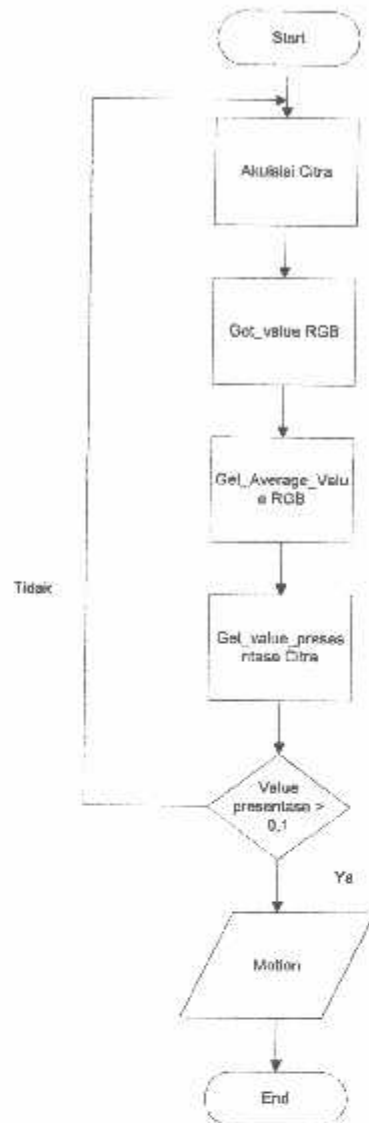 Start
Akuisisi Citra
Get_value RGB
Get_Average_Valu
e RGB
Tidak
Get_value_prese
ntase Citra
Value
presentase >
0.1
Ya
Motion
End